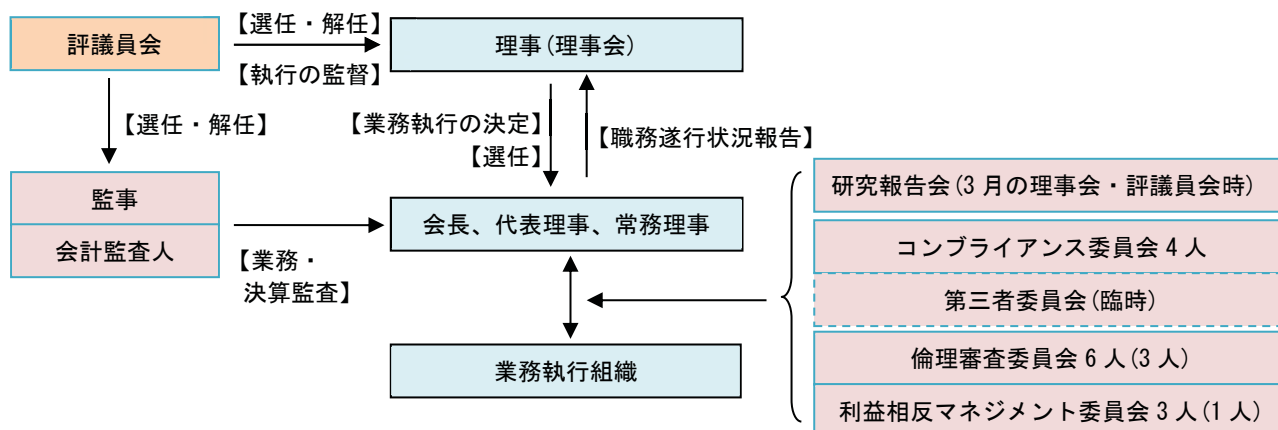 評議員会
【選任・解任】
【執行の監督】
理事(理事会)
【選任・解任】
【業務執行の決定】
【選任】
【職務遂行状況報告】
監事
会計監査人
【業務・
決算監査】
会長、代表理事、常務理事
業務執行組織
研究報告会(3月の理事会・評議員会時)
コンブライアンス委員会4人
第三者委員会(臨時)
倫理審査委員会6人(3人)
利益相反マネジメント委員会3人(1人)